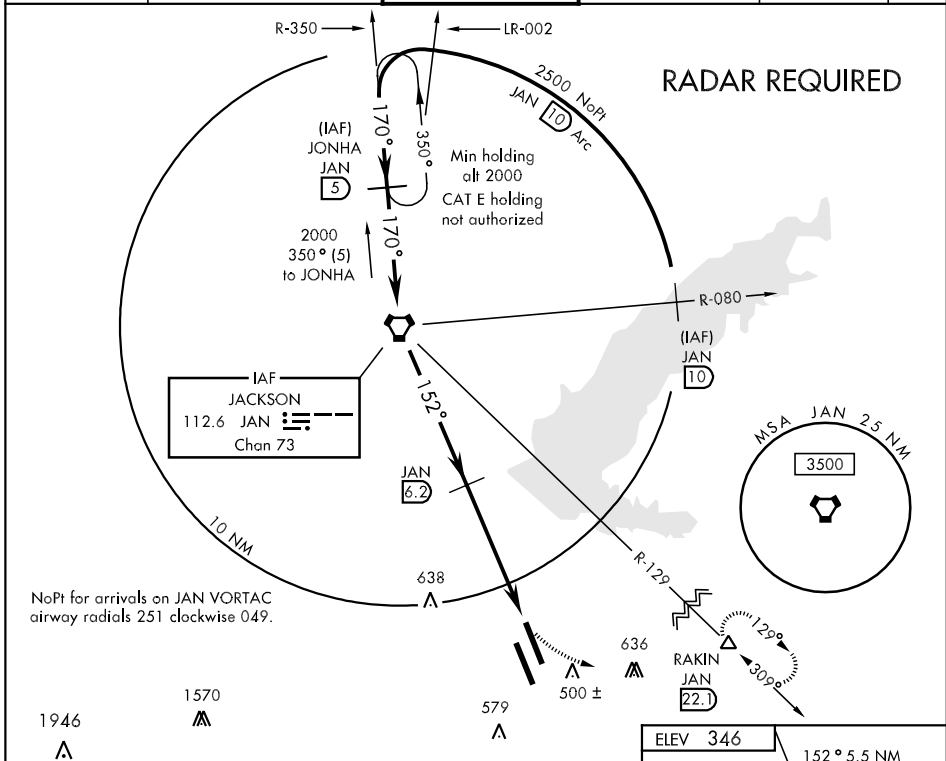 R-350
LR-002
RADAR REQUIRED
2500 NoPt
JAN 10 Arc
170°
350°
(IAF)
JONHA
JAN
5
Min holding
alt 2000
CAT E holding
not authorized
170°
2000
350° (5)
to JONHA
R-080
(IAF)
JAN
10
IAF
JACKSON
112.6 JAN
Chan 73
152°
JAN
6.2
MSA JAN 25 NM
3500
10 NM
R-129
NoPt for arrivals on JAN VORTAC
airway radials 251 clockwise 049.
638
129°
309°
RAKIN
JAN
22.1
636
500 ±
579
1570
1946
ELEV 346
152° 5.5 NM